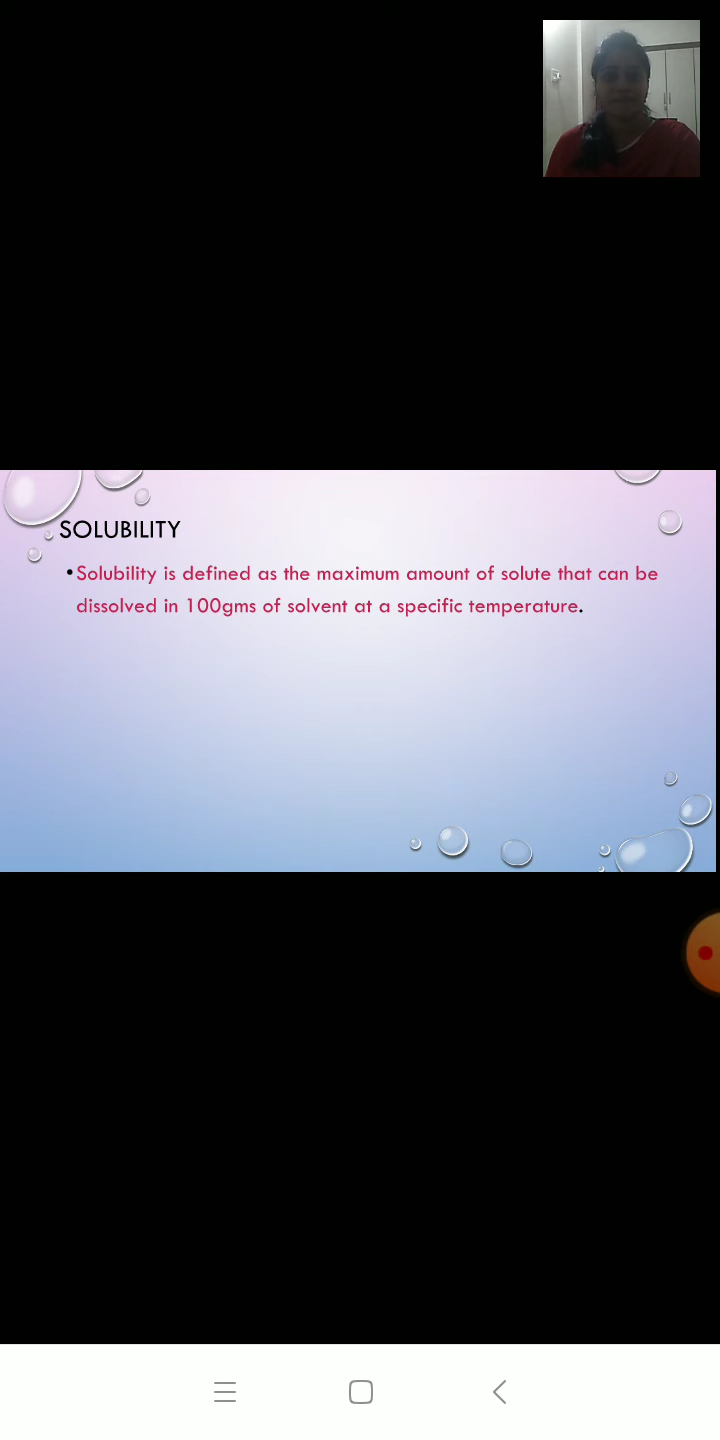 SOLUBILITY
•Solubility is defined as the maximum amount of solute that can be
dissolved in 100gms of solvent at a specific temperature.